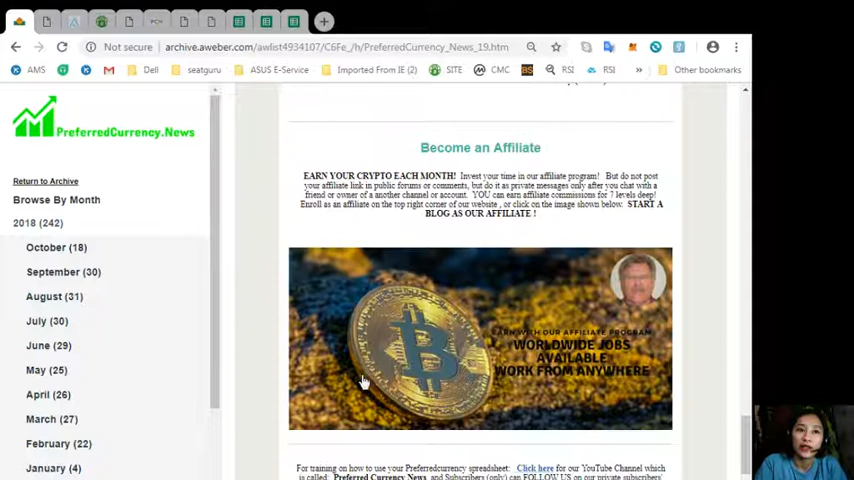 Not secure
archive.aweber.com/awlist4934107/C6Fe_/h/PreferredCurrency_News_19.htm
AMS
Dell
seatguru
ASUS E-Service
Imported From IE (2)
SITE
CMC
RSI
RSI
»
Other bookmarks
PreferredCurrency.News
Return to Archive
Browse By Month
2018 (242)
October (18)
September (30)
August (31)
July (30)
June (29)
May (25)
April (26)
March (27)
February (22)
January (4)
Become an Affiliate
EARN YOUR CRYPTO EACH MONTH! Invest your time in our affiliate program! But do not post
your affiliate link in public forums or comments, but do it as private messages only after you chat with a
friend or owner of a another channel or account. YOU can earn affiliate commissions for 7 levels deep!
Enroll as an affiliate on the top right corner of our website , or click on the image shown below. START A
BLOG AS OUR AFFILIATE !
EARN WITH OUR AFFILIATE PROGRAM
WORLDWIDE JOBS
AVAILABLE
WORK FROM ANYWHERE
For training on how to use your Preferredcurrency spreadsheet: Click here for our YouTube Channel which
is called: Preferred Currency News, and Subscribers (only) can FOLLOW US on our private subscribers'